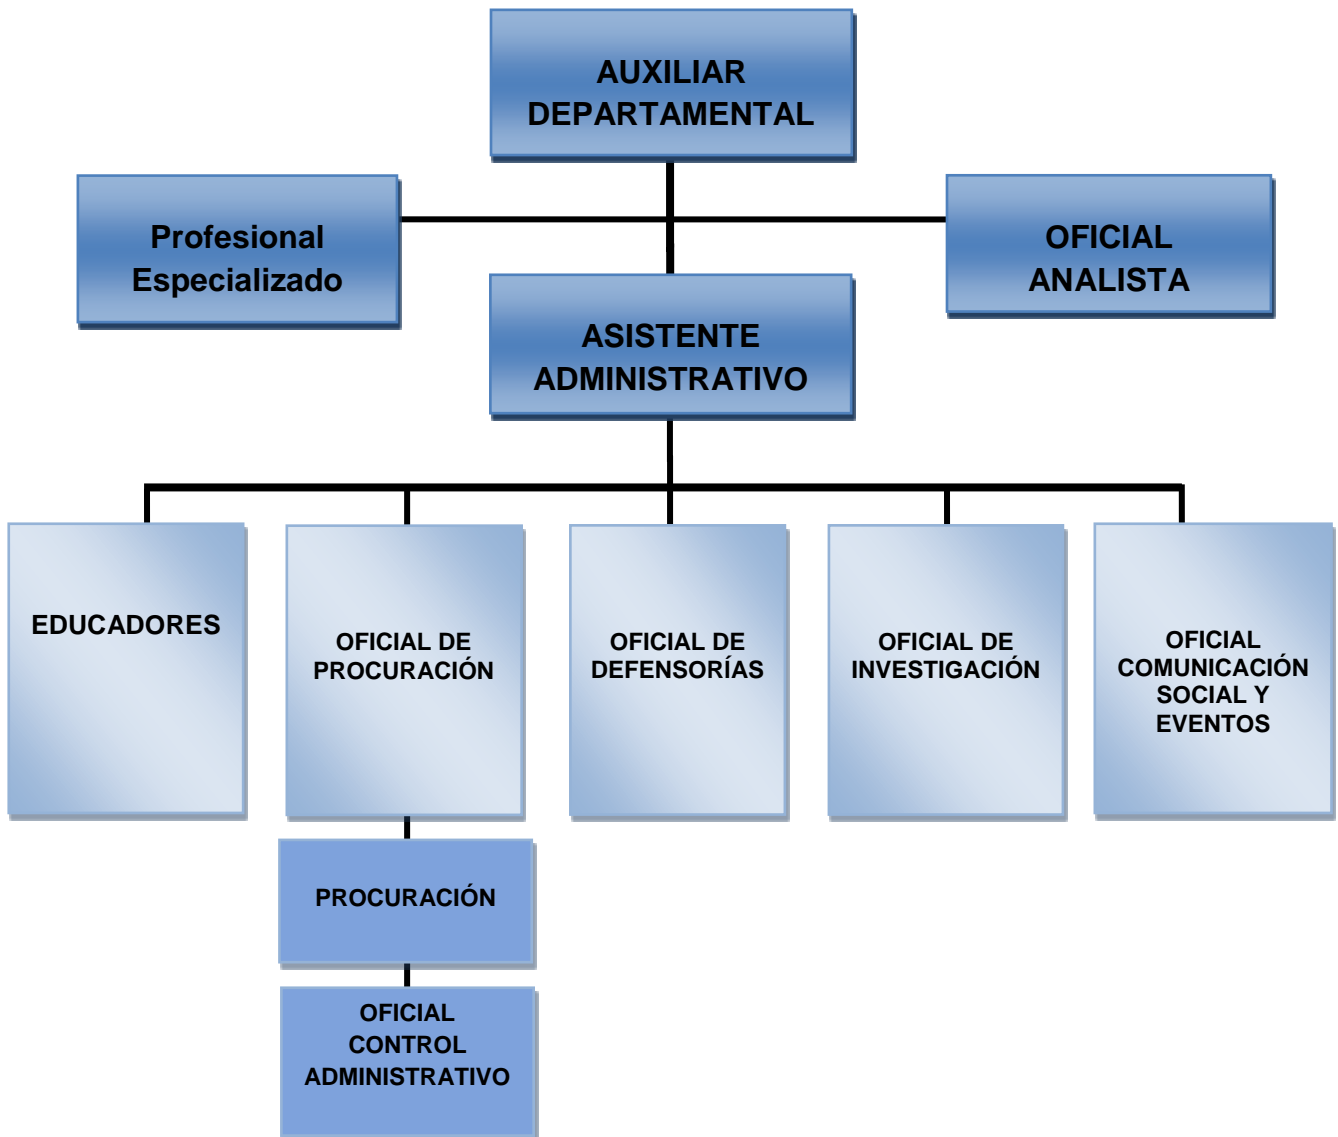 AUXILIAR
DEPARTAMENTAL
Profesional
Especializado
OFICIAL
ANALISTA
ASISTENTE
ADMINISTRATIVO
EDUCADORES
OFICIAL DE
PROCURACIÓN
OFICIAL DE
DEFENSORÍAS
OFICIAL DE
INVESTIGACIÓN
OFICIAL
COMUNICACIÓN
SOCIAL Y
EVENTOS
PROCURACIÓN
OFICIAL
CONTROL
ADMINISTRATIVO